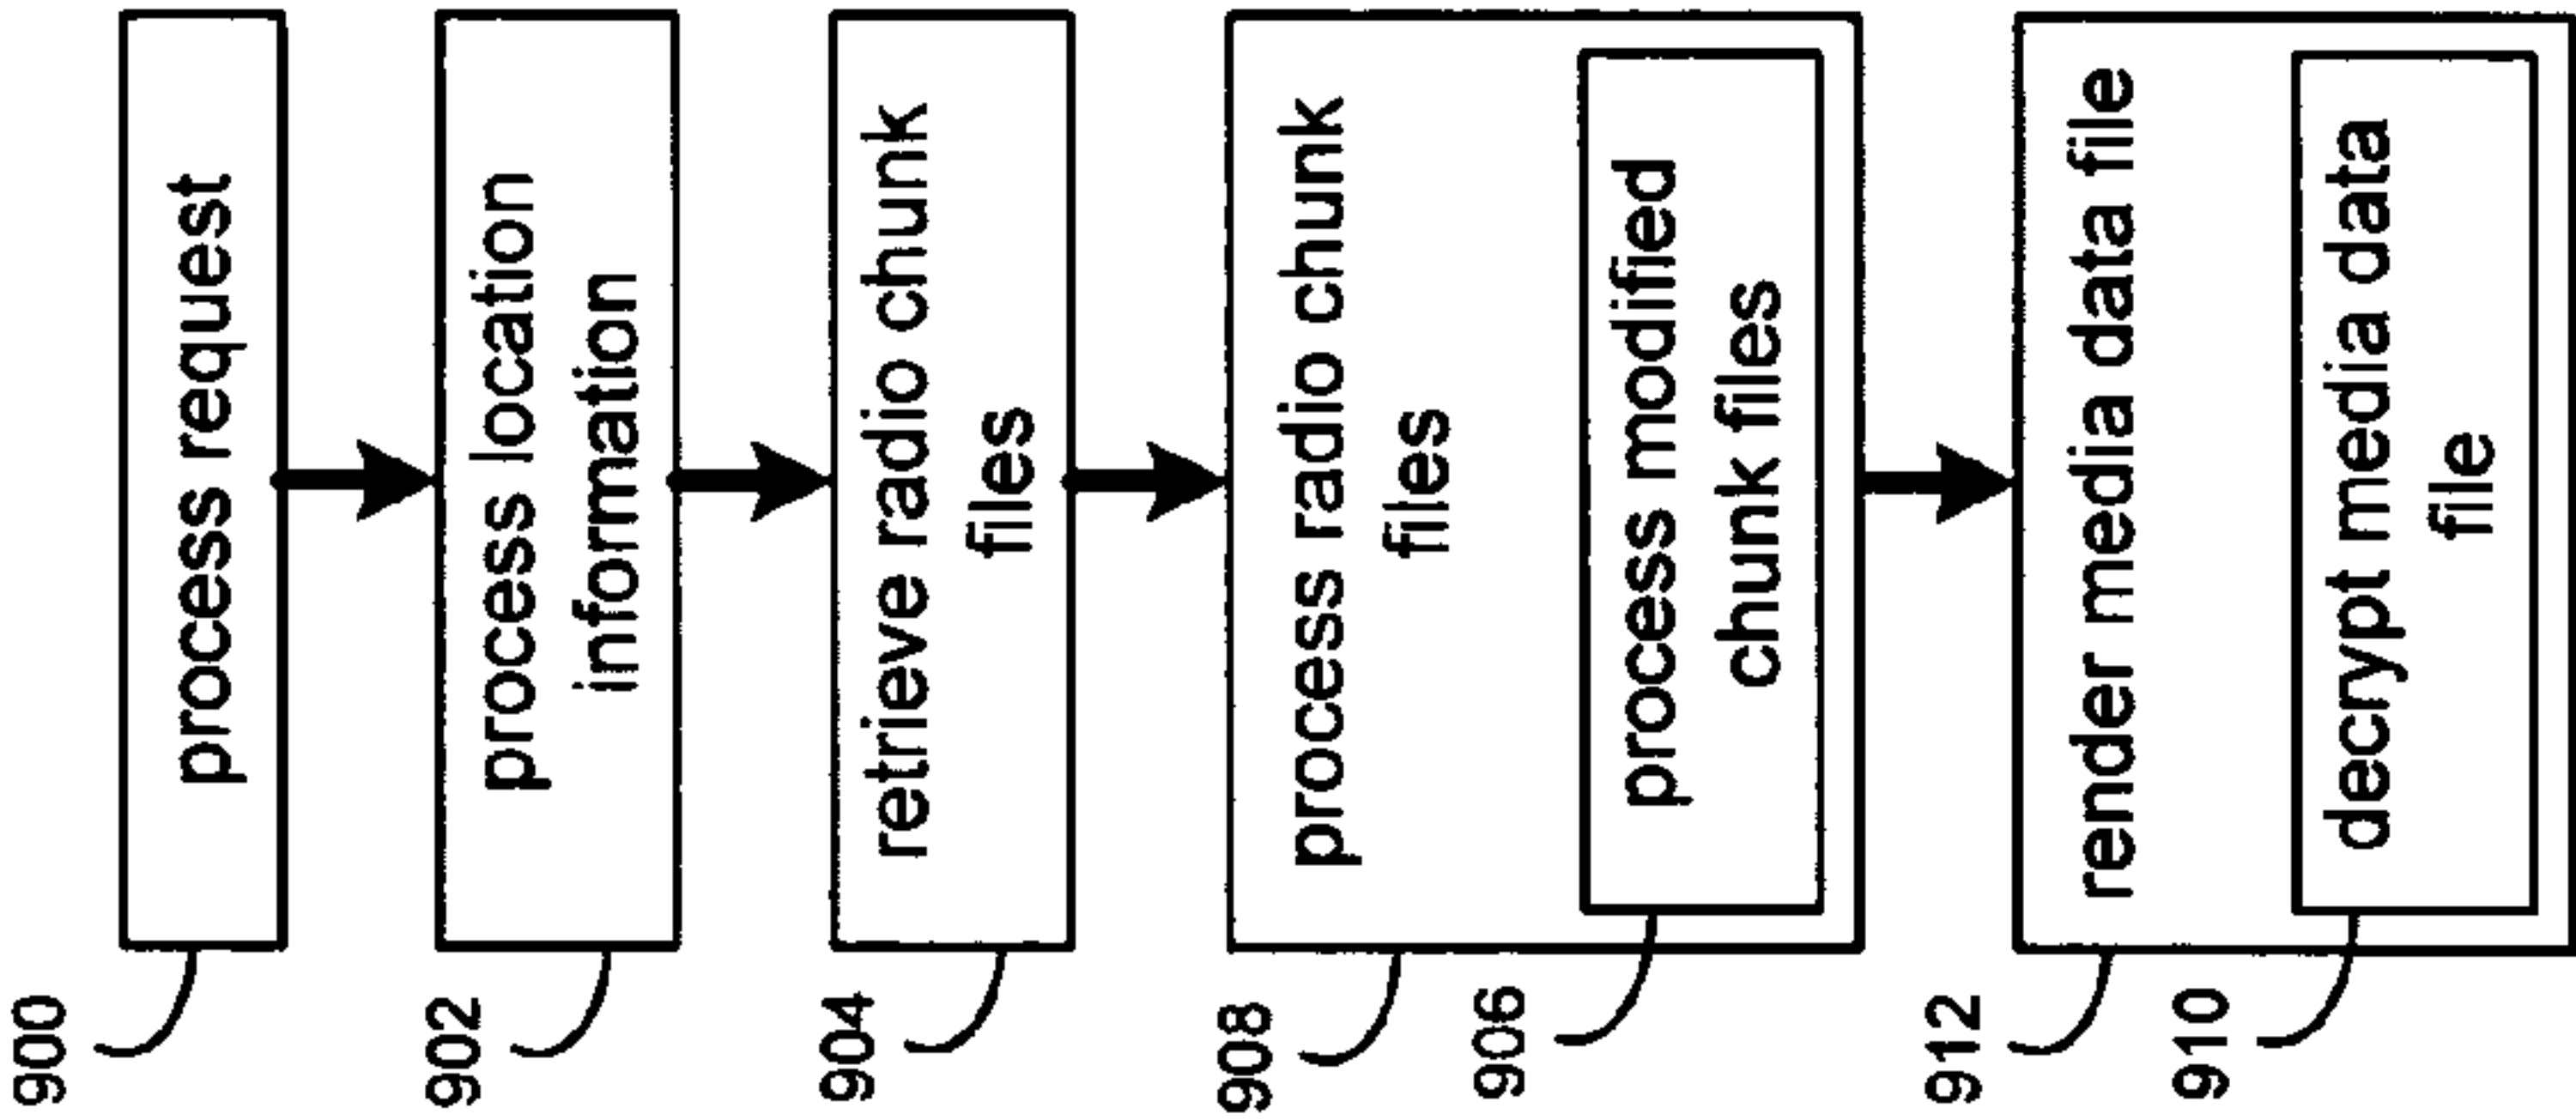 900
process request
902
process location
information
904
retrieve radio chunk
files
908
process radio chunk
files
906
process modified
chunk files
912
render media data file
910
decrypt media data
file